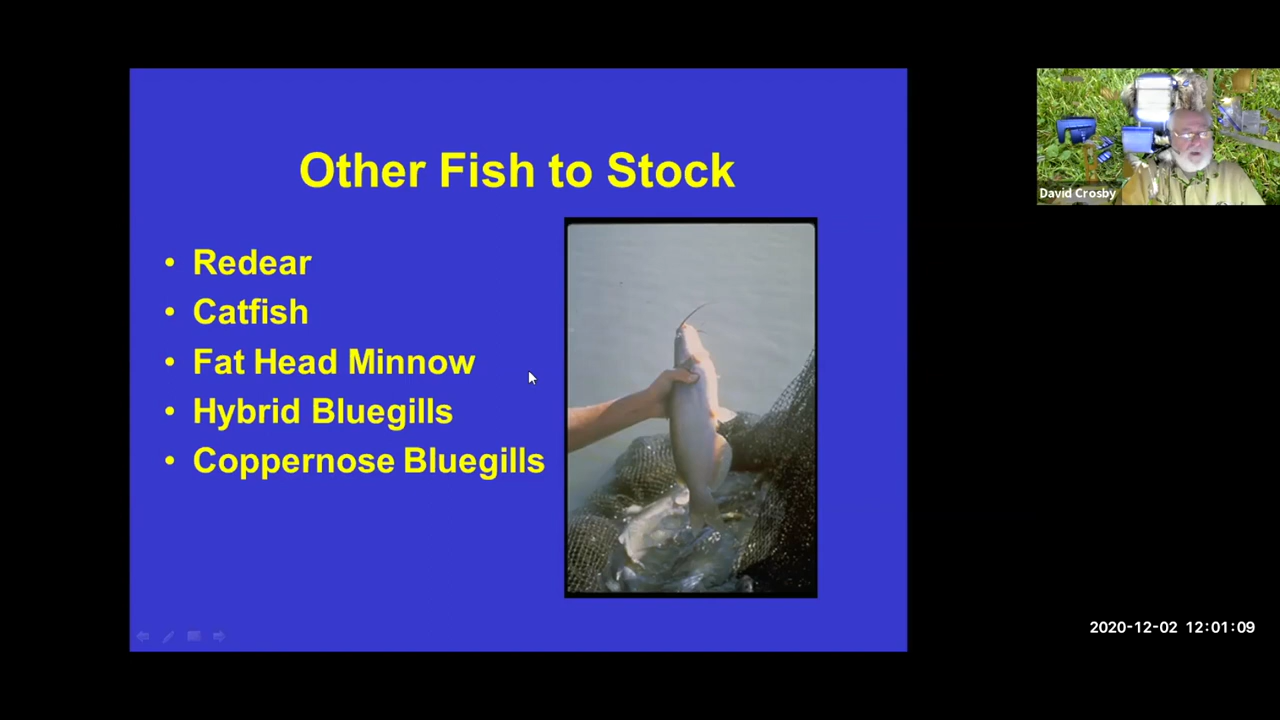 Other Fish to Stock
• Redear
• Catfish
• Fat Head Minnow
• Hybrid Bluegills
• Coppernose Bluegills
David Crosby
2020-12-02 12:01:09